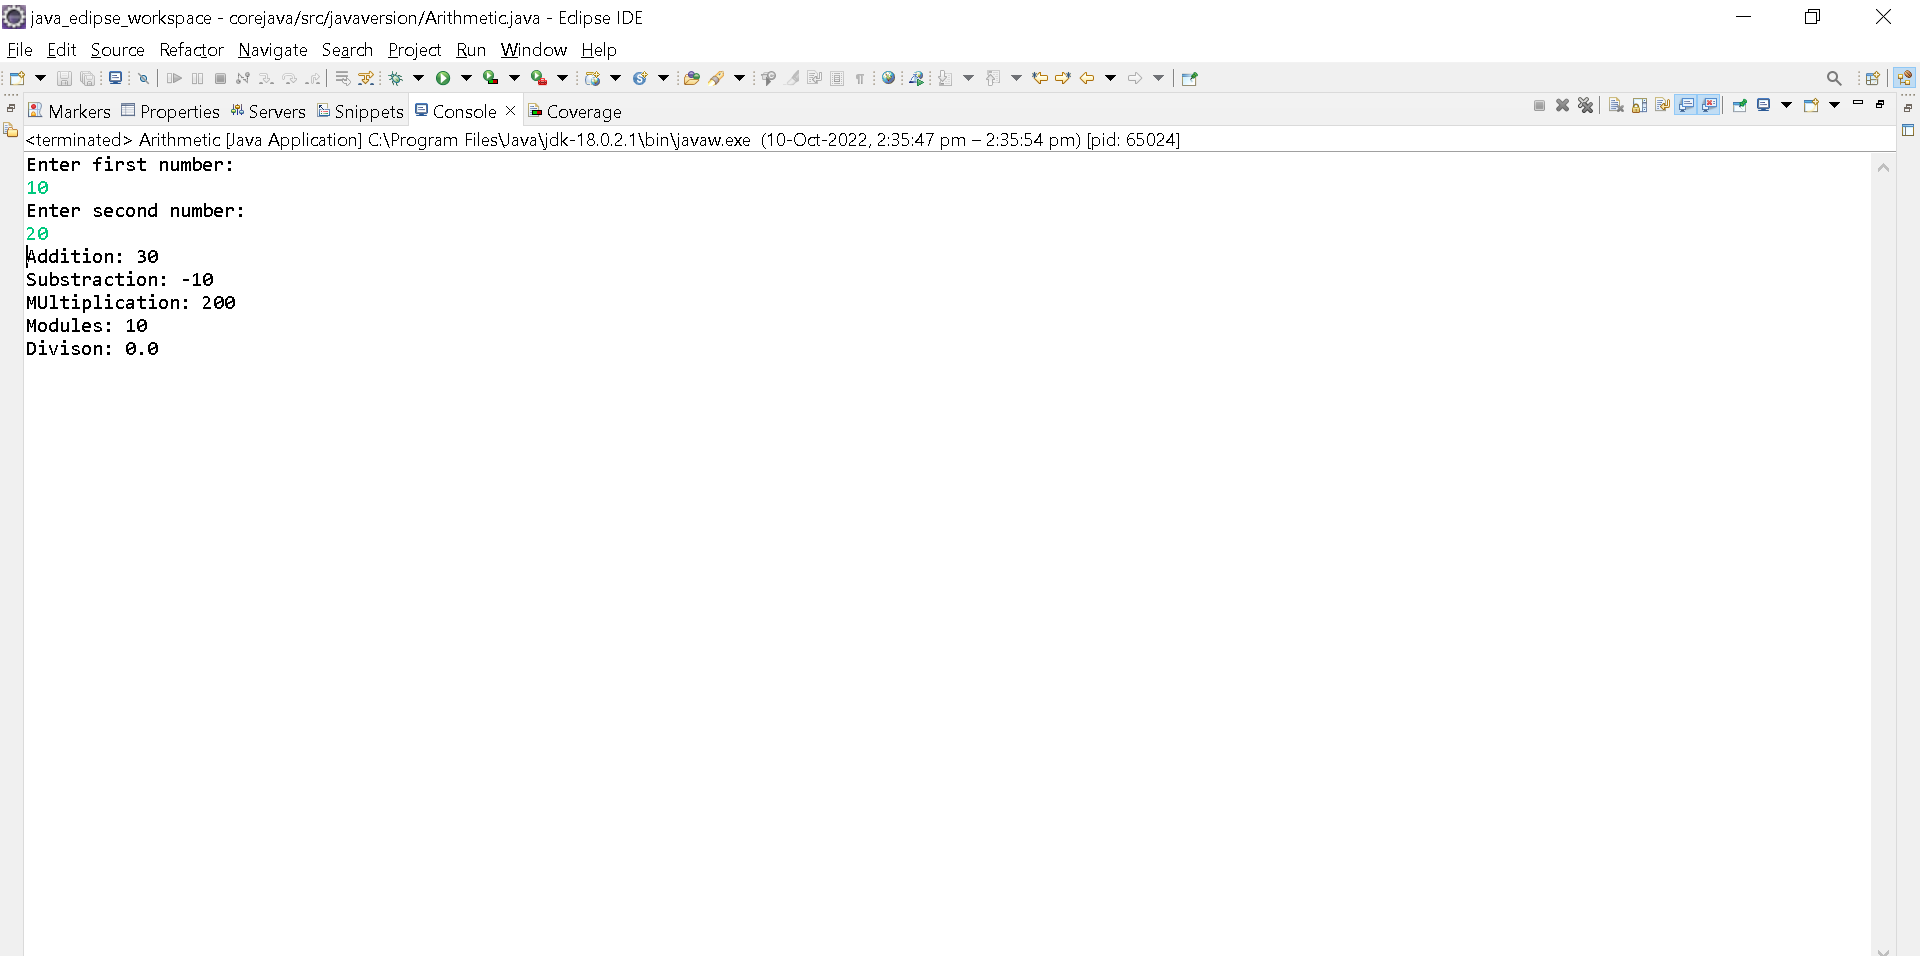 java_eclipse_workspace - corejava/src/javaversion/Arithmetic.java - Eclipse IDE
File Edit Source Refactor Navigate Search Project Run Window Help
Markers Properties Servers Snippets Console Coverage
<terminated> Arithmetic [Java Application] C:\Program Files\Java\jdk-18.0.2.1\bin\javaw.exe (10-Oct-2022, 2:35:47 pm – 2:35:54 pm) [pid: 65024]
Enter first number:
10
Enter second number:
20
Addition: 30
Substraction: -10
MUltiplication: 200
Modules: 10
Divison: 0.0